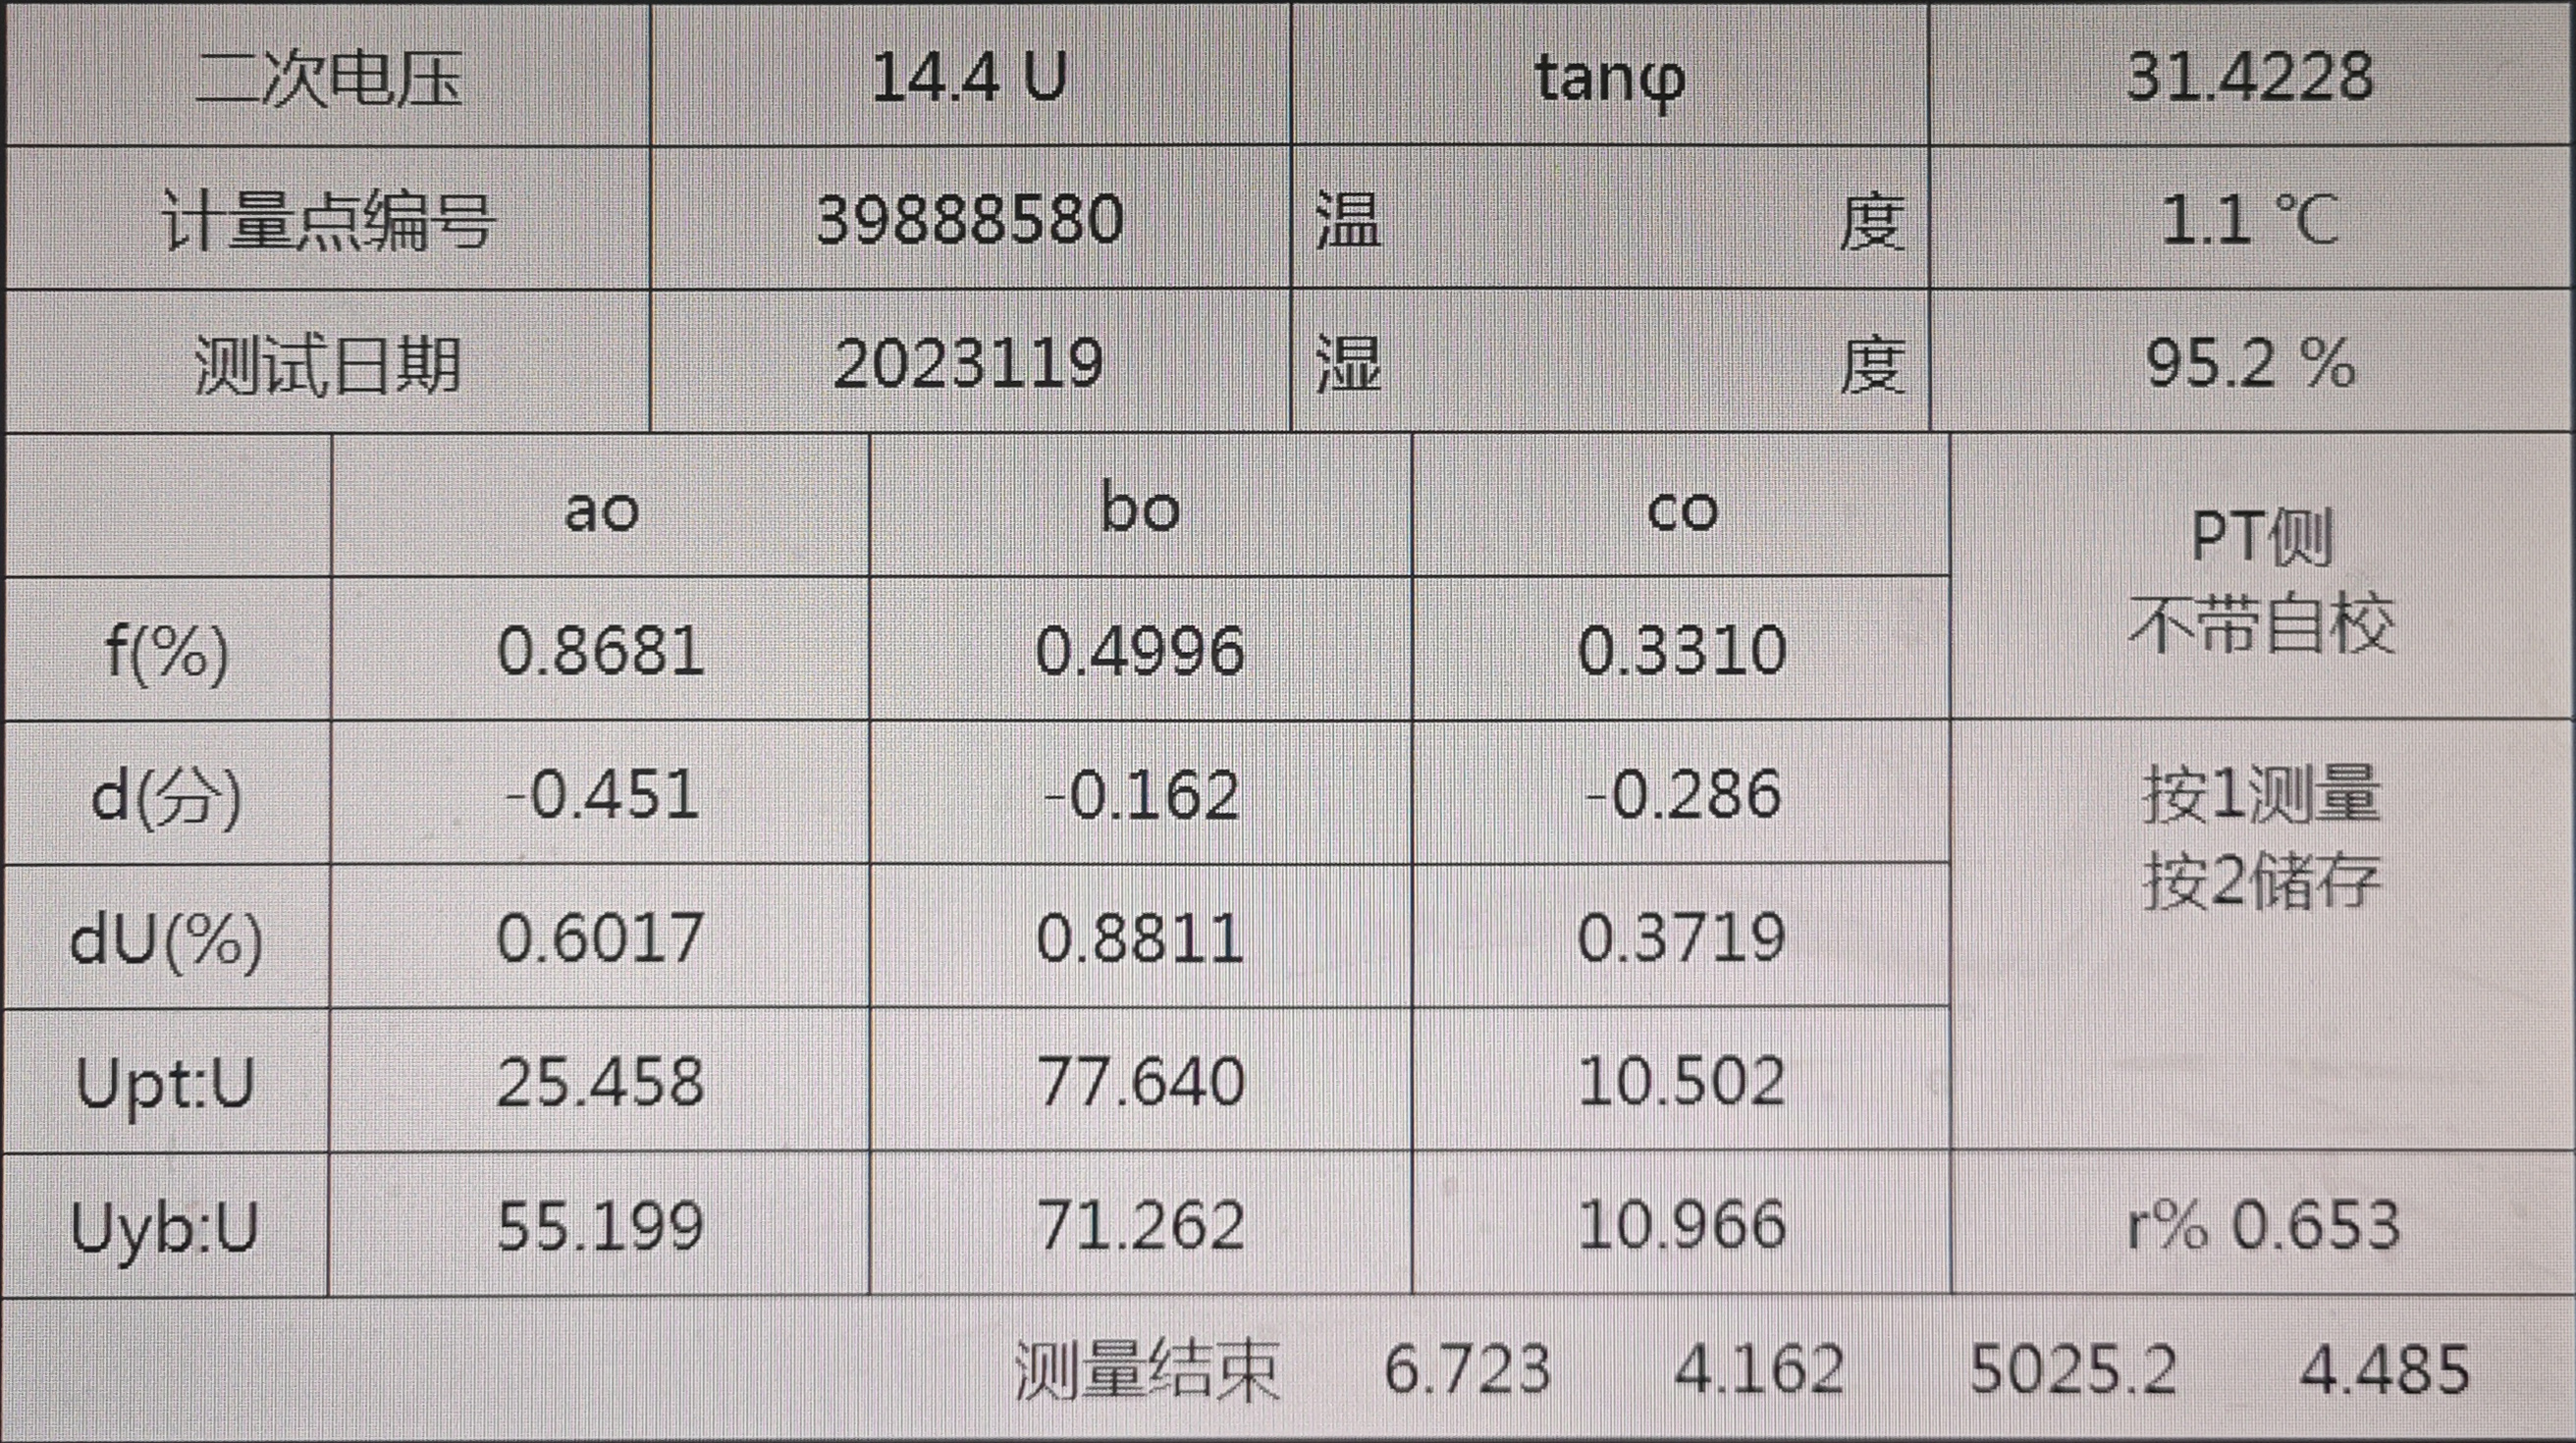 二次电压 14.4 U tanφ 31.4228
计量点编号 39888580 温 度 1.1 ℃
测试日期 2023119 湿 度 95.2 %
ao bo co PT侧
不带自校
f(%) 0.8681 0.4996 0.3310
d(分) -0.451 -0.162 -0.286 按1测量
按2储存
dU(%) 0.6017 0.8811 0.3719
Upt:U 25.458 77.640 10.502
Uyb:U 55.199 71.262 10.966 r% 0.653
测量结束 6.723 4.162 5025.2 4.485